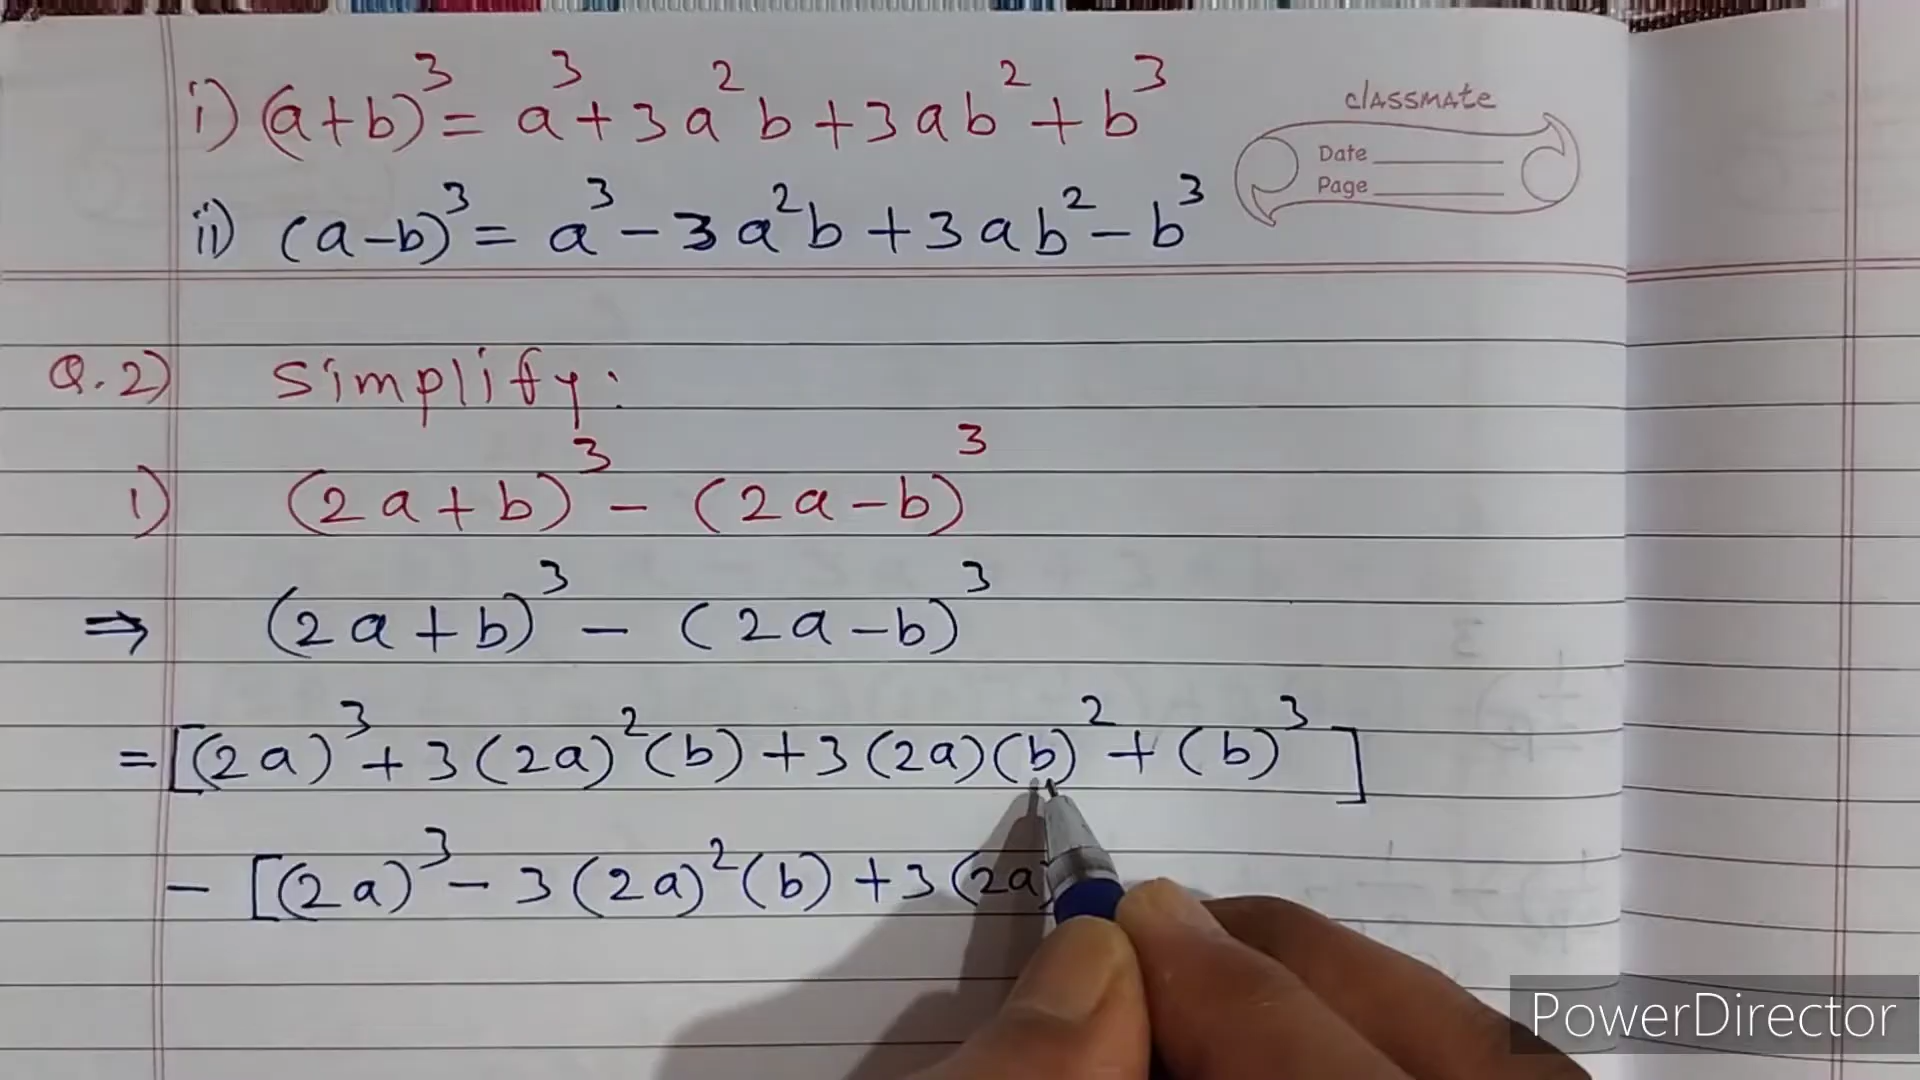 i) (a+b)³ = a³+3a²b+3ab²+b³
classmate
Date
Page
ii) (a-b)³ = a³-3a²b+3ab²-b³
Q.2) Simplify:
1) (2a+b)³ - (2a-b)³
⇒ (2a+b)³ - (2a-b)³
= [(2a)³+3(2a)²(b)+3(2a)(b)²+(b)³]
- [(2a)³-3(2a)²(b)+3(2a)
PowerDirector